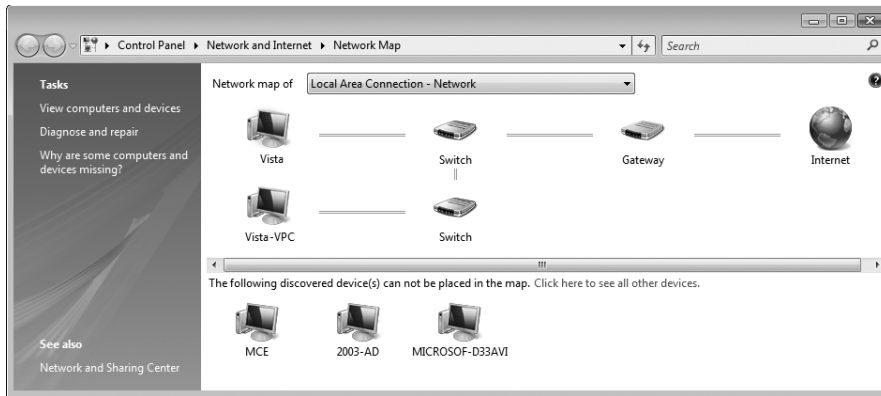 Control Panel ▸ Network and Internet ▸ Network Map
Search
Tasks
View computers and devices
Diagnose and repair
Why are some computers and
devices missing?
See also
Network and Sharing Center
Network map of Local Area Connection - Network
Vista Switch Gateway Internet
Vista-VPC Switch
The following discovered device(s) can not be placed in the map. Click here to see all other devices.
MCE 2003-AD MICROSOF-D33AVI